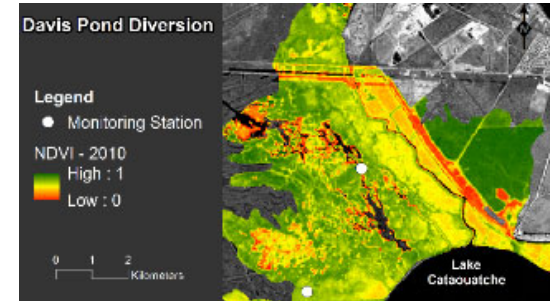 Davis Pond Diversion
N
Legend
Monitoring Station
NDVI - 2010
High : 1
Low : 0
0 1 2
Kilometers
Lake
Cataouatche